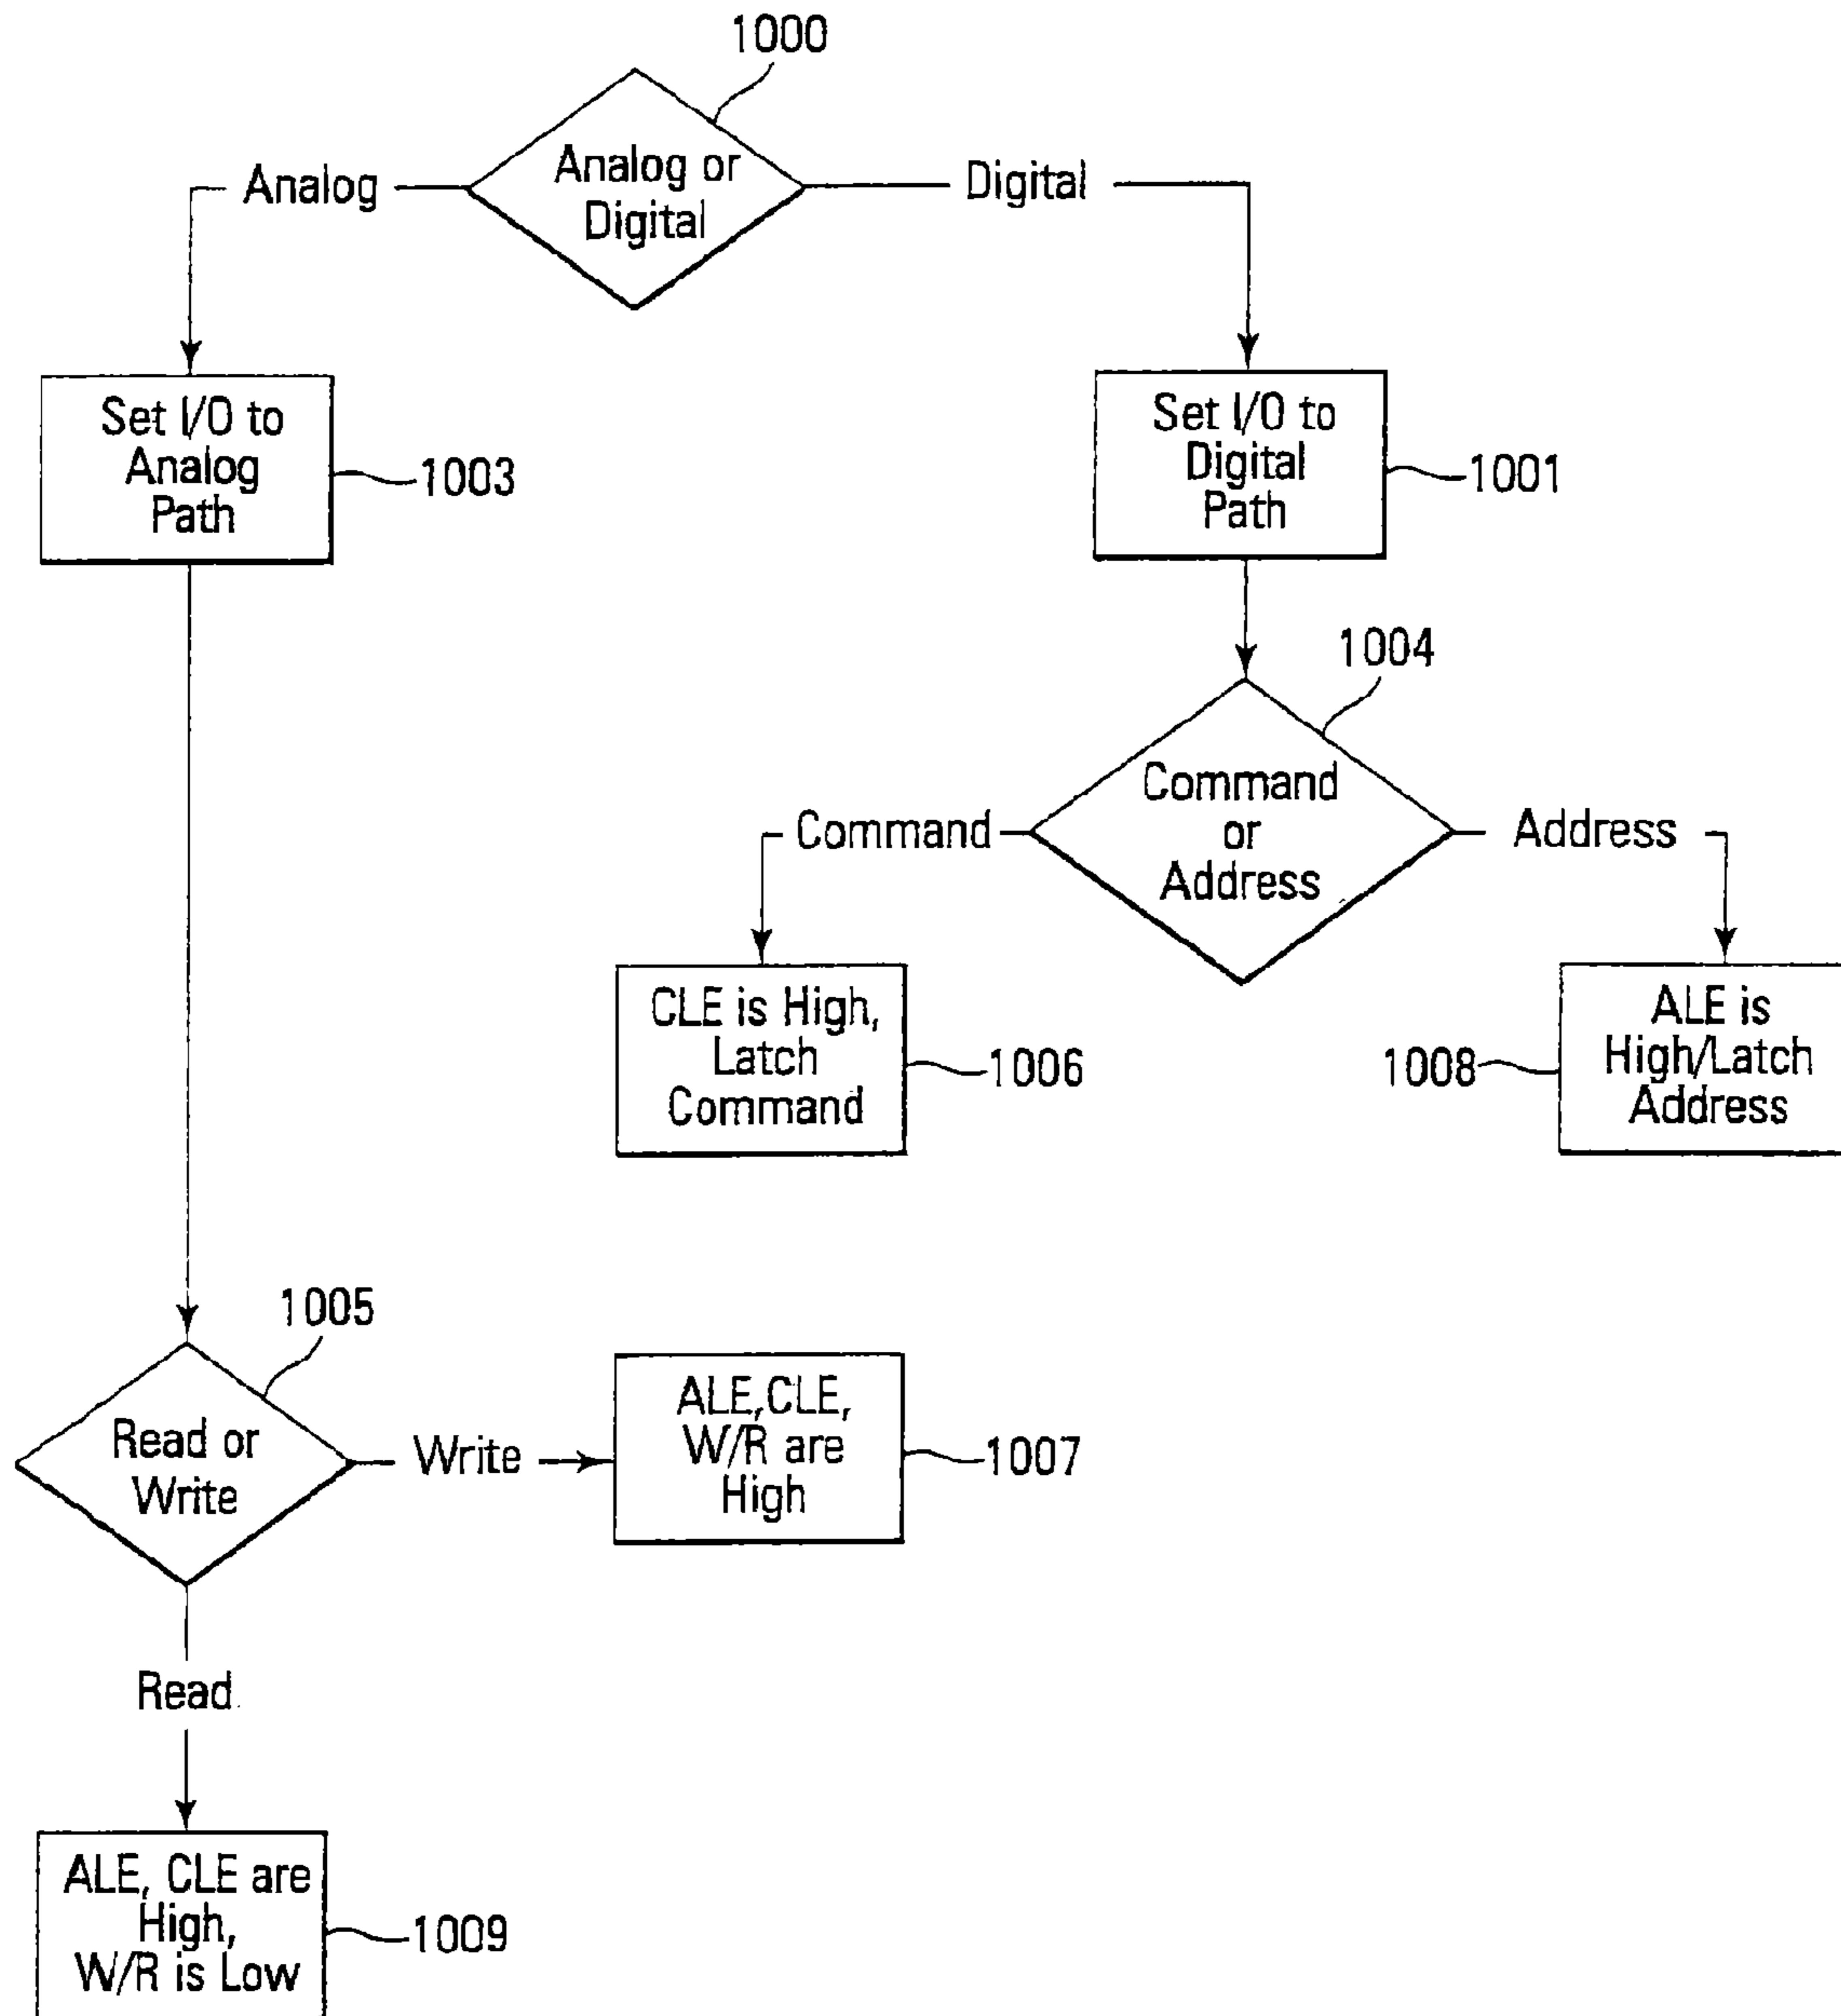 1000
Analog or
Digital
Analog
Digital
Set I/O to
Analog
Path
1003
Set I/O to
Digital
Path
1001
1004
Command
or
Address
Command
Address
CLE is High,
Latch
Command
1006
1008
ALE is
High/Latch
Address
1005
Read or
Write
Write
ALE,CLE,
W/R are
High
1007
Read
ALE, CLE are
High,
W/R is Low
1009